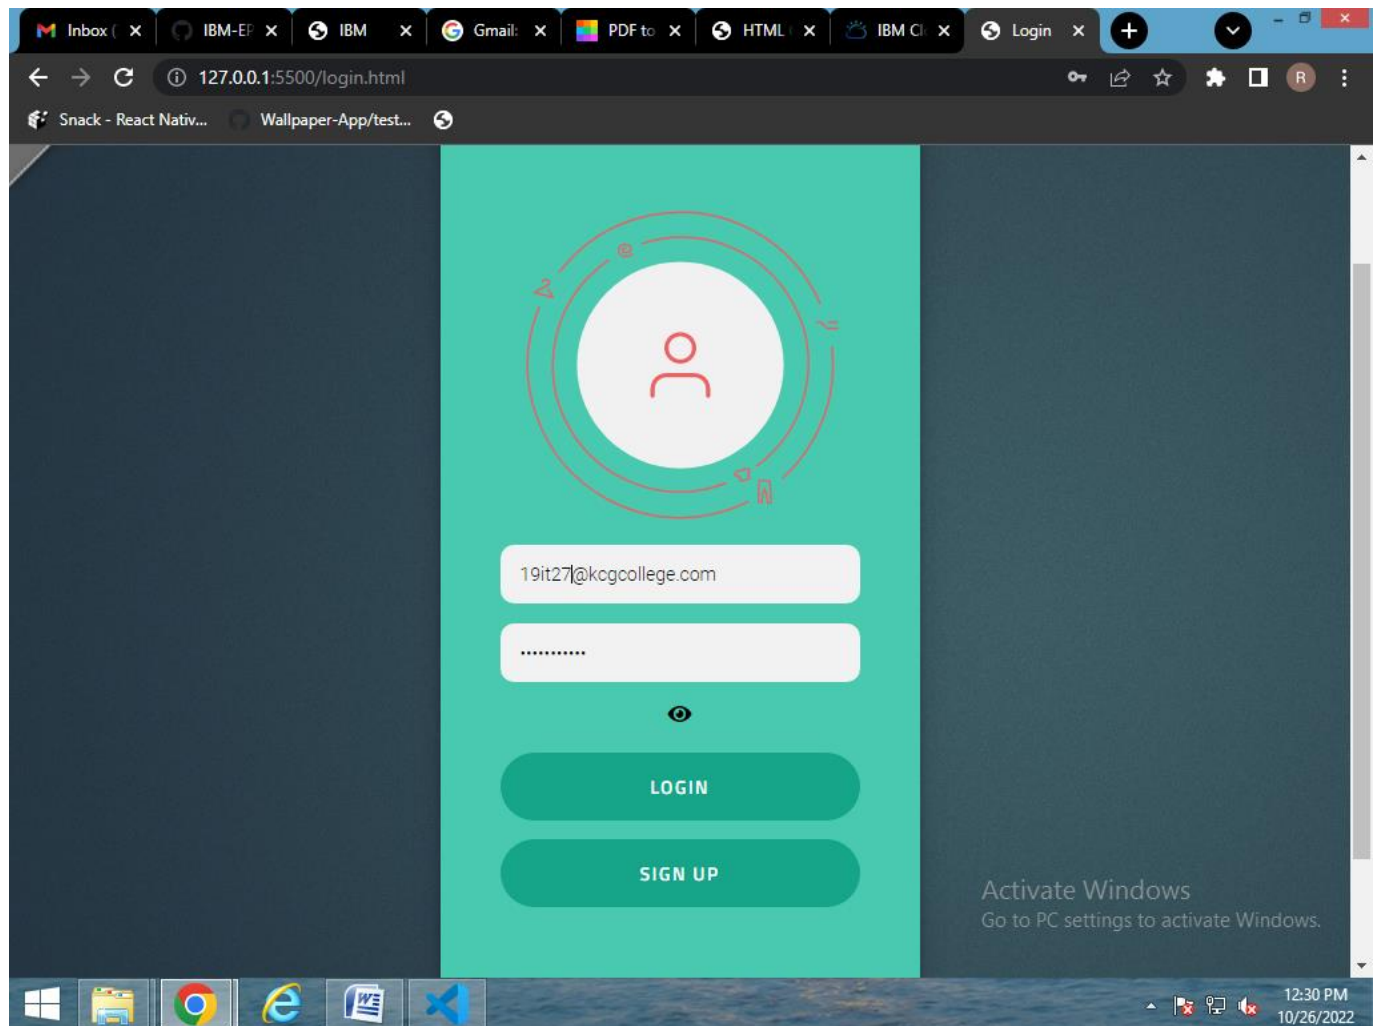 Inbox (
IBM-EP
IBM
Gmail:
PDF to
HTML
IBM Cl
Login
127.0.0.1:5500/login.html
R
Snack - React Nativ...
Wallpaper-App/test...
19it27@kcgcollege.com
•••••••••••
LOGIN
SIGN UP
Activate Windows
Go to PC settings to activate Windows.
12:30 PM
10/26/2022